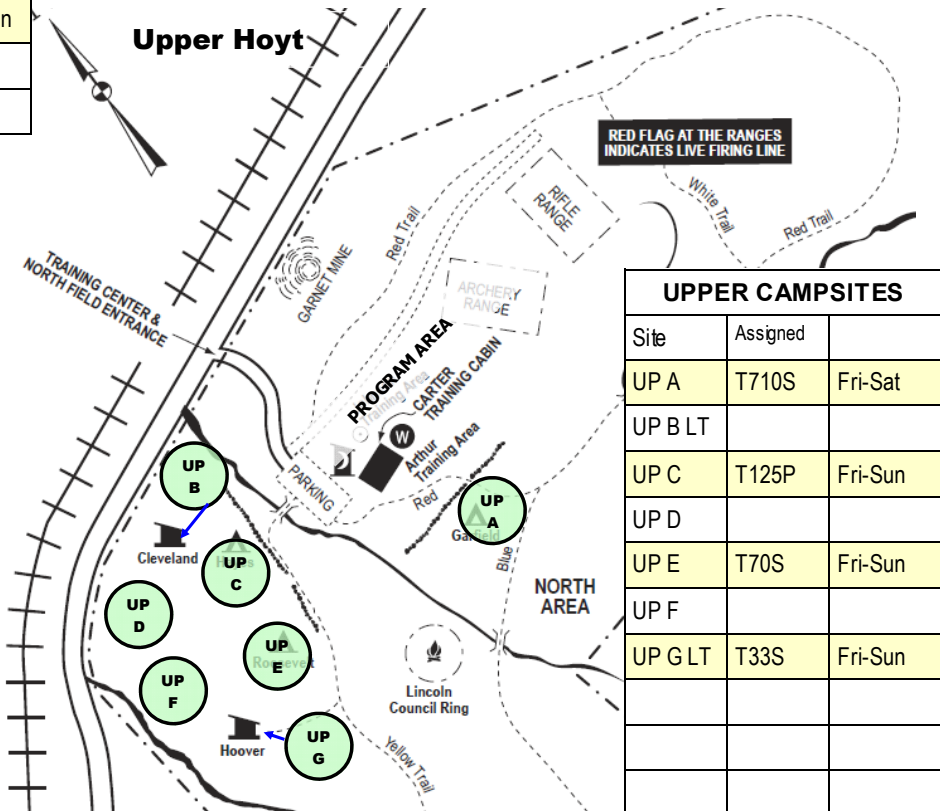 n
Upper Hoyt
RED FLAG AT THE RANGES
INDICATES LIVE FIRING LINE
RIFLE
RANGE
White Trail
Red Trail
Red Trail
TRAINING CENTER &
NORTH FIELD ENTRANCE
GARNET MINE
ARCHERY
RANGE
PROGRAM AREA
Training Area
CARTER
TRAINING CABIN
W
Arthur
Training Area
PARKING
Red
UP
A
Garfield
Blue
UP
B
Cleveland
Hayes
UP
C
UP
D
UP
E
Roosevelt
UP
F
Hoover
UP
G
NORTH
AREA
Lincoln
Council Ring
Yellow Trail
UPPER CAMPSITES
Site Assigned
UP A T710S Fri-Sat
UP B LT
UP C T125P Fri-Sun
UP D
UP E T70S Fri-Sun
UP F
UP G LT T33S Fri-Sun